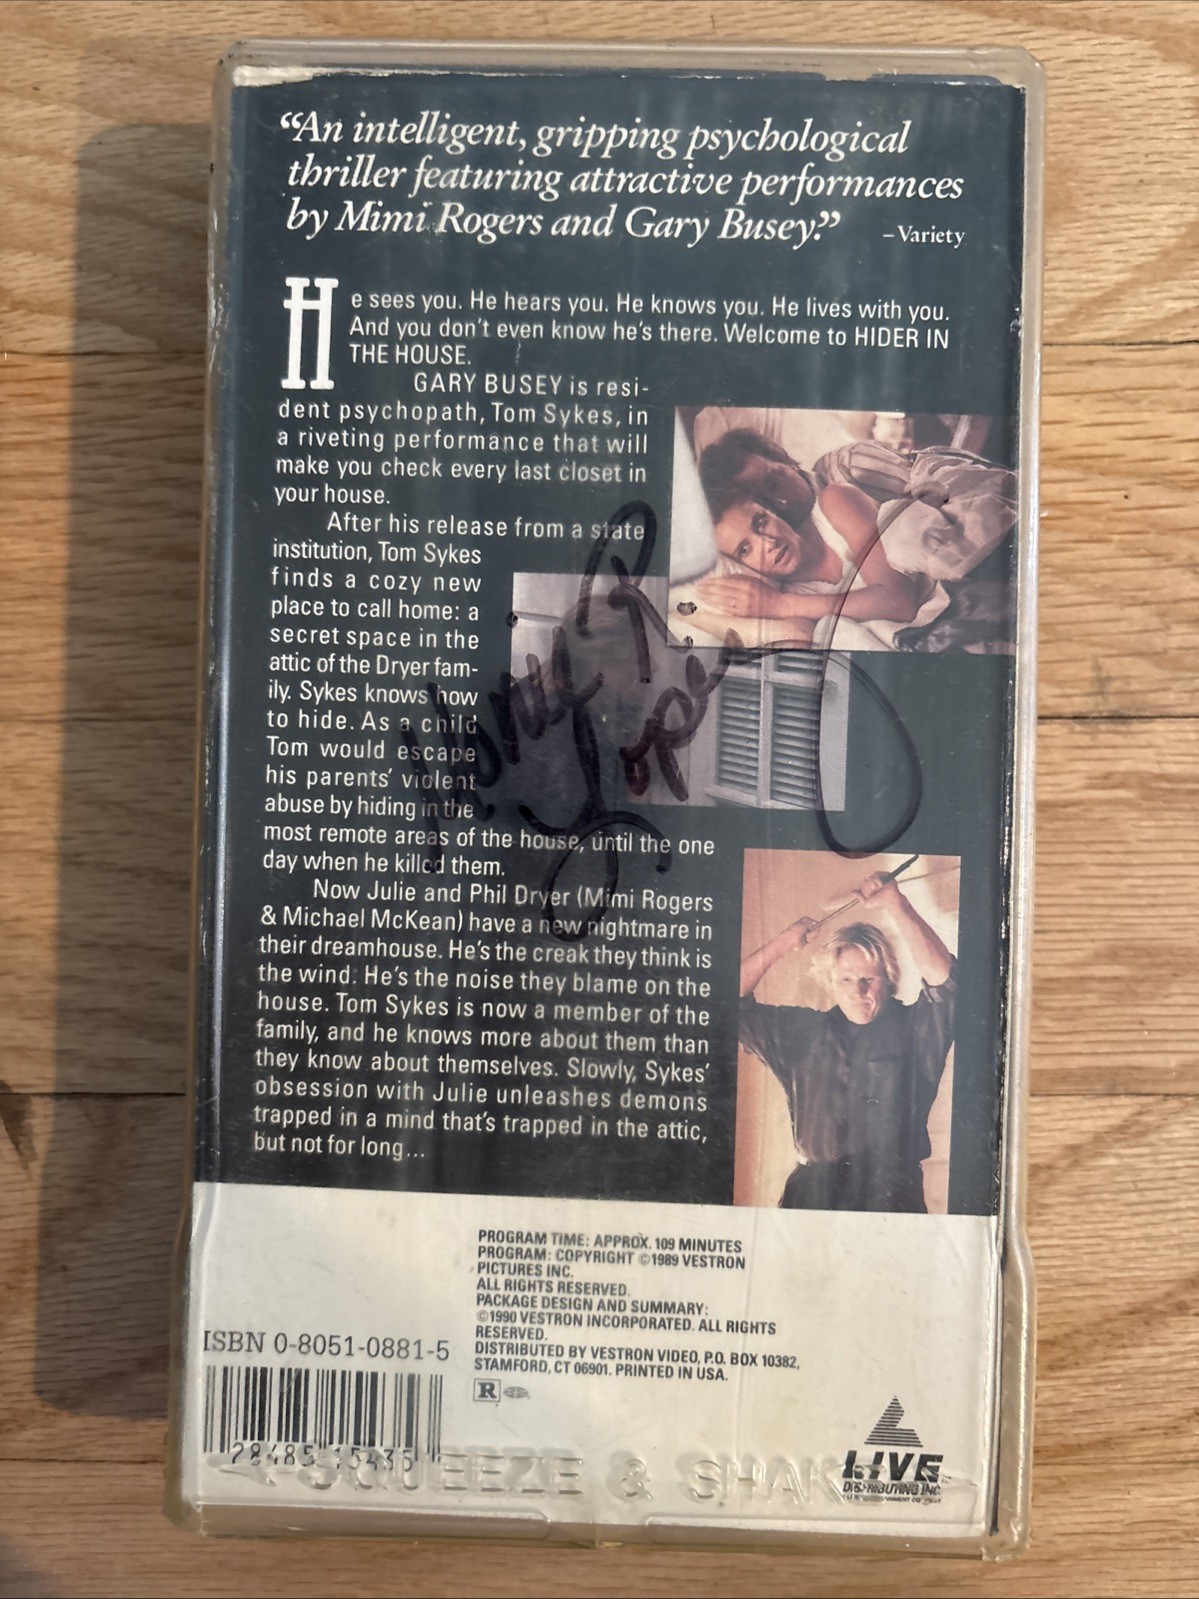 “An intelligent, gripping psychological
thriller featuring attractive performances
by Mimi Rogers and Gary Busey.”
– Variety
He sees you. He hears you. He knows you. He lives with you.
And you don't even know he's there. Welcome to HIDER IN
THE HOUSE.
GARY BUSEY is resi-
dent psychopath, Tom Sykes, in
a riveting performance that will
make you check every last closet in
your house.
After his release from a state
institution, Tom Sykes
finds a cozy new
place to call home: a
secret space in the
attic of the Dryer fam-
ily. Sykes knows how
to hide. As a child
Tom would escape
his parents' violent
abuse by hiding in the
most remote areas of the house, until the one
day when he killed them.
Now Julie and Phil Dryer (Mimi Rogers
& Michael McKean) have a new nightmare in
their dreamhouse. He's the creak they think is
the wind. He's the noise they blame on the
house. Tom Sykes is now a member of the
family, and he knows more about them than
they know about themselves. Slowly, Sykes'
obsession with Julie unleashes demons
trapped in a mind that's trapped in the attic,
but not for long...
R.
Lopez
PROGRAM TIME: APPROX. 109 MINUTES
PROGRAM: COPYRIGHT ©1989 VESTRON
PICTURES INC.
ALL RIGHTS RESERVED.
PACKAGE DESIGN AND SUMMARY:
©1990 VESTRON INCORPORATED. ALL RIGHTS
RESERVED.
DISTRIBUTED BY VESTRON VIDEO, P.O. BOX 10382,
STAMFORD, CT 06901. PRINTED IN USA.
R
ISBN 0-8051-0881-5
28485 15435
SQUEEZE & SHAKE
LIVE
DISTRIBUTING INC.